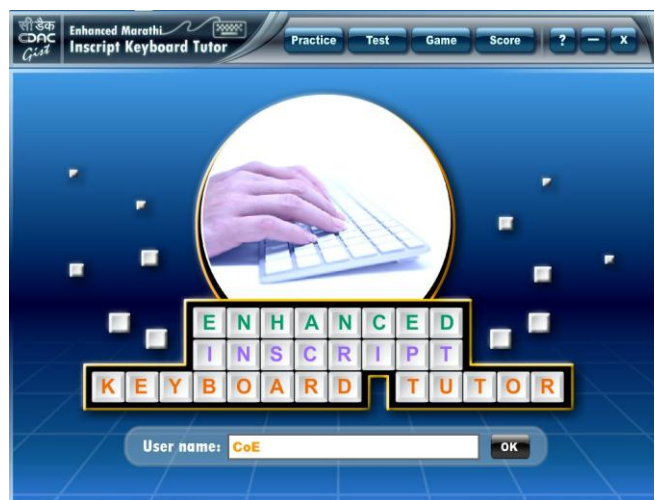 सी डैक
CDAC
Gist
Enhanced Marathi
Inscript Keyboard Tutor
Practice Test Game Score ? – x
ENHANCED
INSCRIPT
KEYBOARD TUTOR
User name: CoE OK